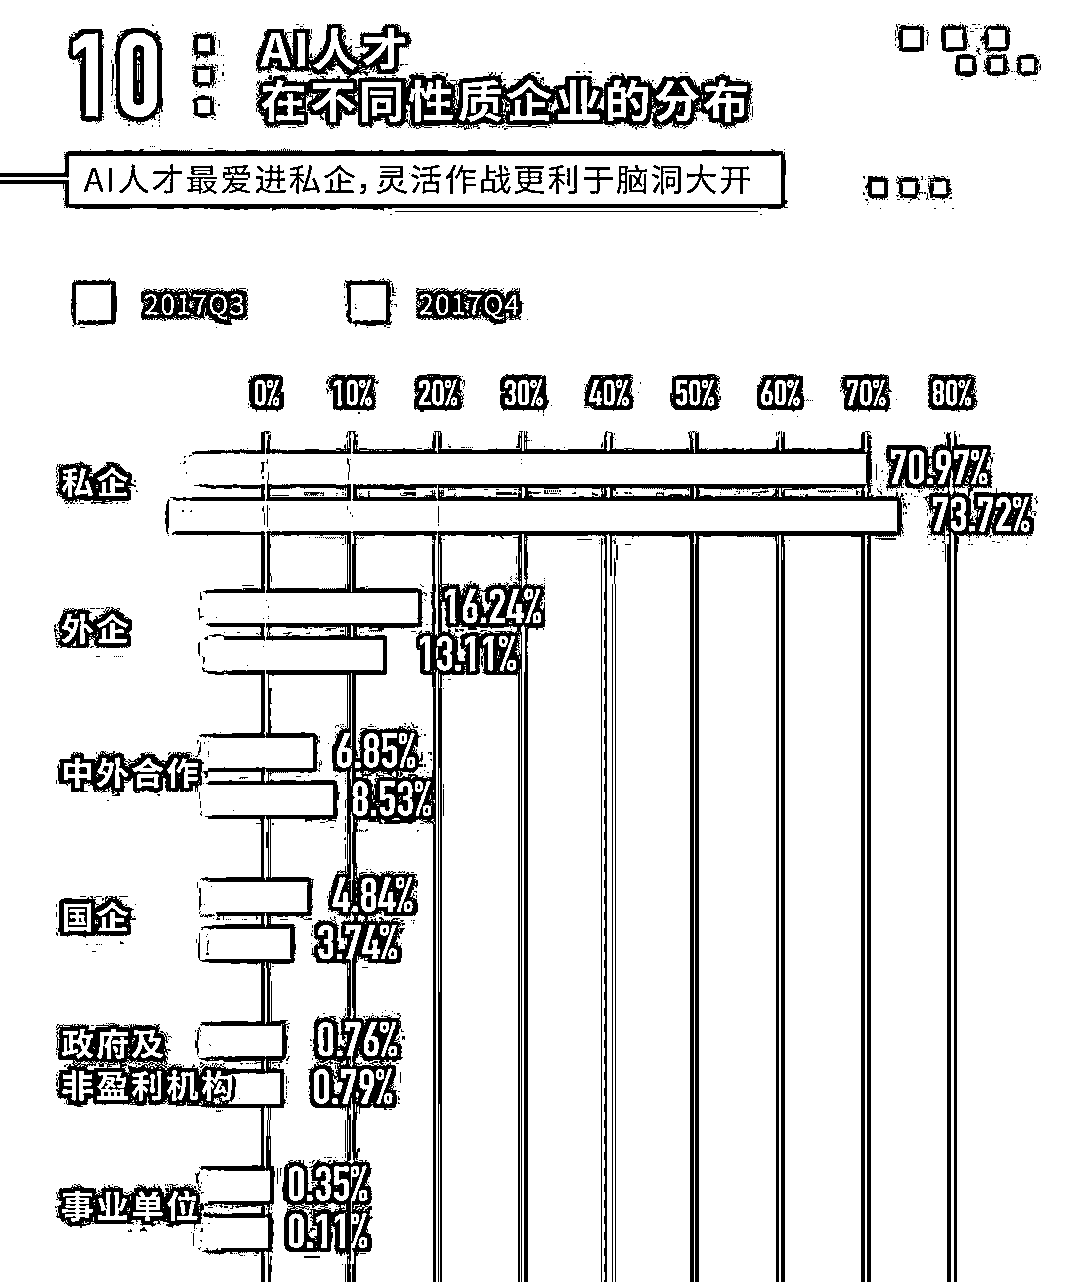 10
AI人才
在不同性质企业的分布
AI人才最爱进私企,灵活作战更利于脑洞大开
2017Q3 2017Q4
0% 10% 20% 30% 40% 50% 60% 70% 80%
私企
70.97%
73.72%
外企
16.24%
13.11%
中外合作
6.85%
8.53%
国企
4.84%
3.74%
政府及
非盈利机构
0.76%
0.79%
事业单位
0.35%
0.11%